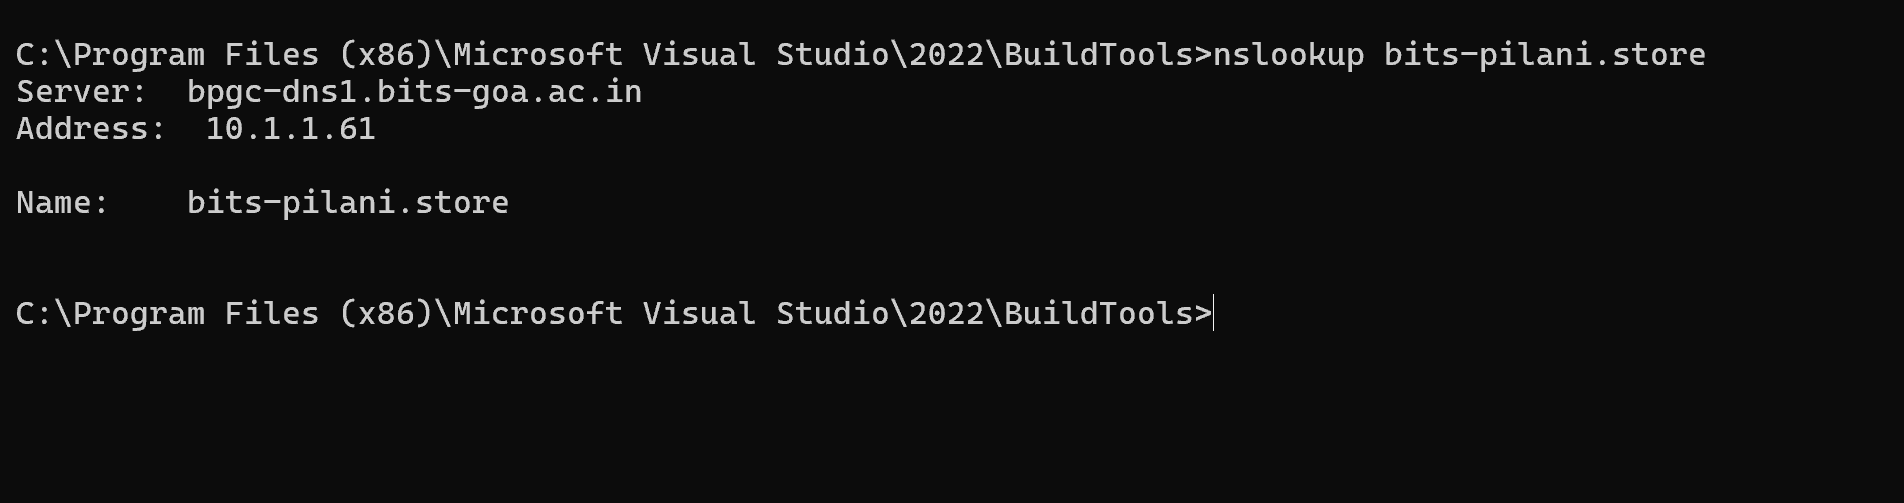 C:\Program Files (x86)\Microsoft Visual Studio\2022\BuildTools>nslookup bits-pilani.store
Server:  bpgc-dns1.bits-goa.ac.in
Address:  10.1.1.61
Name:    bits-pilani.store
C:\Program Files (x86)\Microsoft Visual Studio\2022\BuildTools>